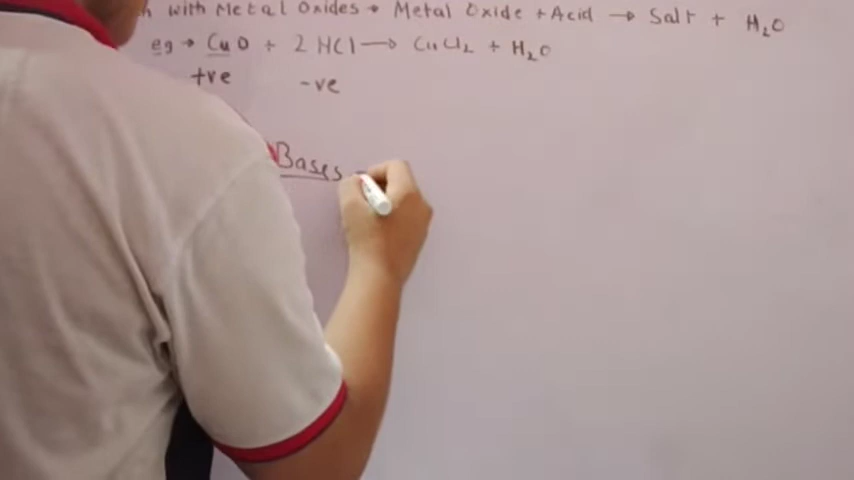 with Metal Oxides → Metal Oxide + Acid → Salt + H₂O
eg → CuO + 2 HCl → CuCl₂ + H₂O
+ve -ve
Bases